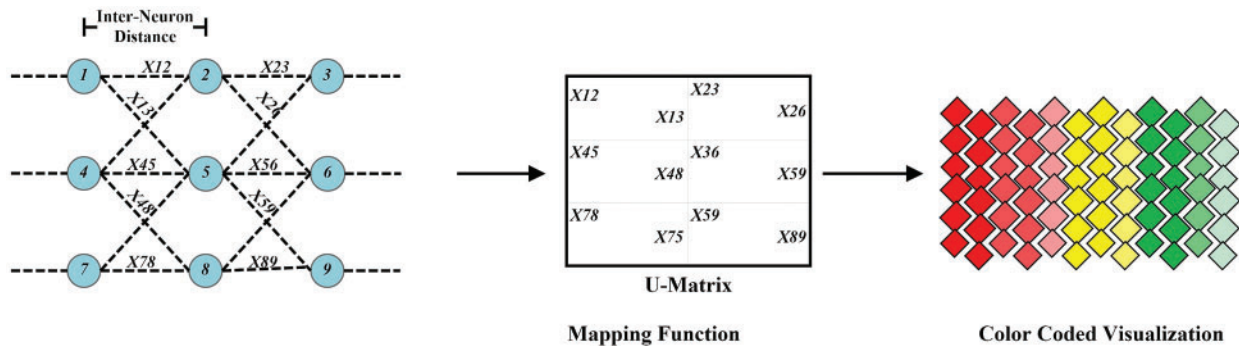 Inter-Neuron
Distance
1 X12 2 X23 3
X13 X26
4 X45 5 X56 6
X48 X59
7 X78 8 X89 9
X12 X23
X13 X26
X45 X36
X48 X59
X78 X59
X75 X89
U-Matrix
Mapping Function
Color Coded Visualization